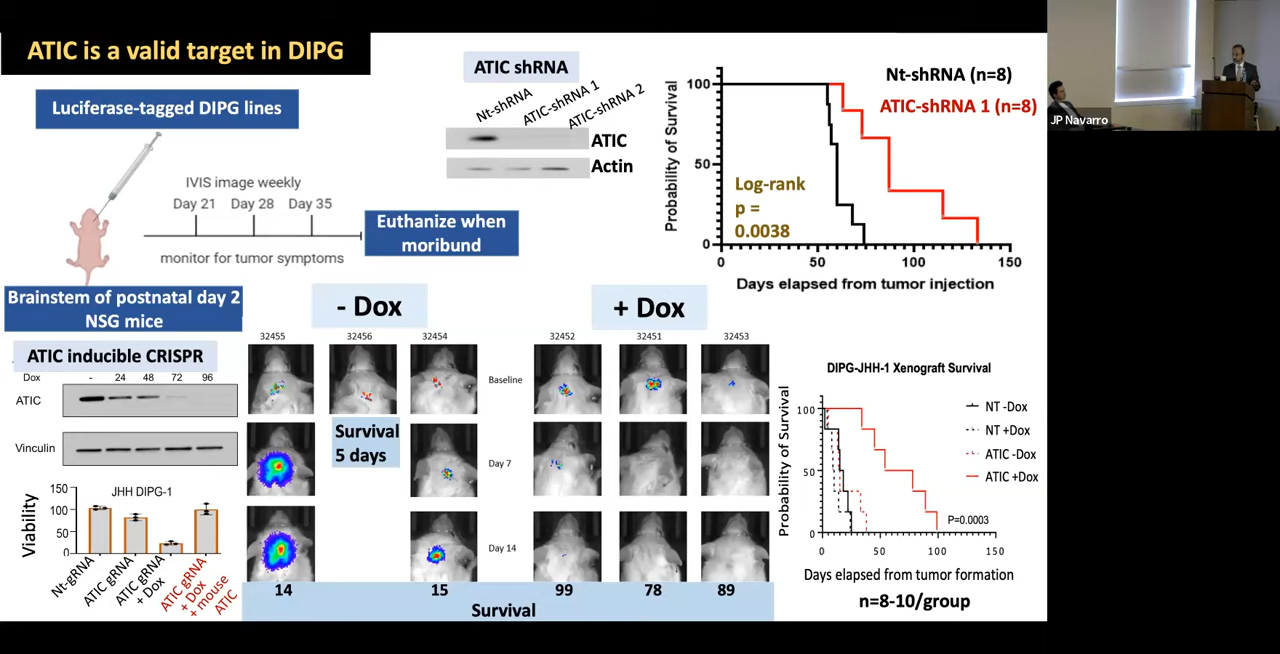 ATIC is a valid target in DIPG
Luciferase-tagged DIPG lines
IVIS image weekly
Day 21 Day 28 Day 35
monitor for tumor symptoms
Euthanize when
moribund
Brainstem of postnatal day 2
NSG mice
ATIC shRNA
Nt-shRNA
ATIC-shRNA 1
ATIC-shRNA 2
ATIC
Actin
Nt-shRNA (n=8)
ATIC-shRNA 1 (n=8)
Probability of Survival
100
50
0
Log-rank
p =
0.0038
0 50 100 150
Days elapsed from tumor injection
JP Navarro
ATIC inducible CRISPR
Dox - 24 48 72 96
ATIC
Vinculin
JHH DIPG-1
Viability
150
100
50
0
Nt-gRNA
ATIC gRNA
ATIC gRNA
+ Dox
ATIC gRNA
+ Dox
+ mouse
ATIC
- Dox
+ Dox
32455 32456 32454 32452 32451 32453
Baseline
Survival
5 days
Day 7
Day 14
14 15 99 78 89
Survival
DIPG-JHH-1 Xenograft Survival
Probability of Survival
100
50
0
NT -Dox
NT +Dox
ATIC -Dox
ATIC +Dox
P=0.0003
0 50 100 150
Days elapsed from tumor formation
n=8-10/group